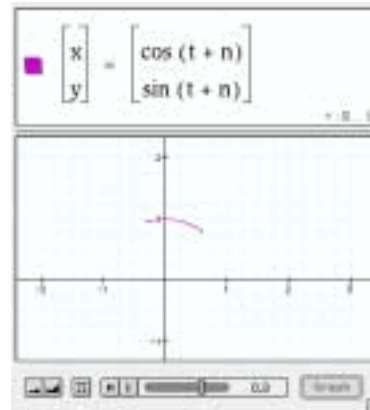 x = cos (t + n)
y sin (t + n)
2
1
-2 -1 1 2 3
-1
n
0.0
Graph